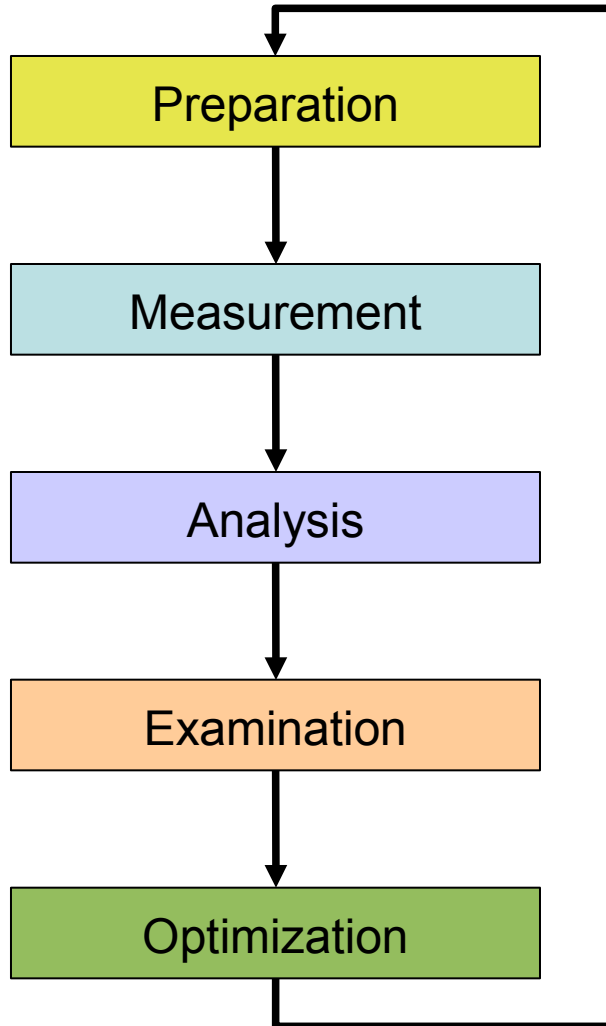 Preparation
Measurement
Analysis
Examination
Optimization